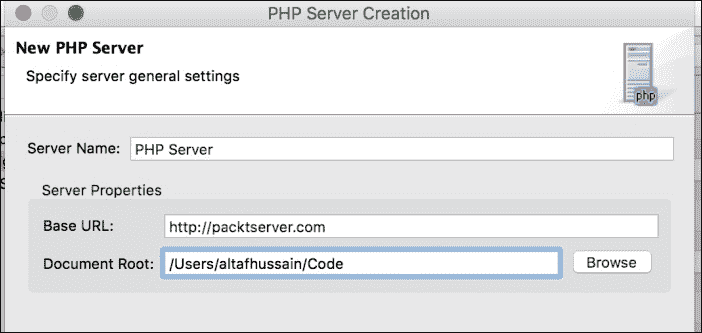 PHP Server Creation
New PHP Server
Specify server general settings
php
Server Name: PHP Server
Server Properties
Base URL: http://packtserver.com
Document Root: /Users/altafhussain/Code Browse